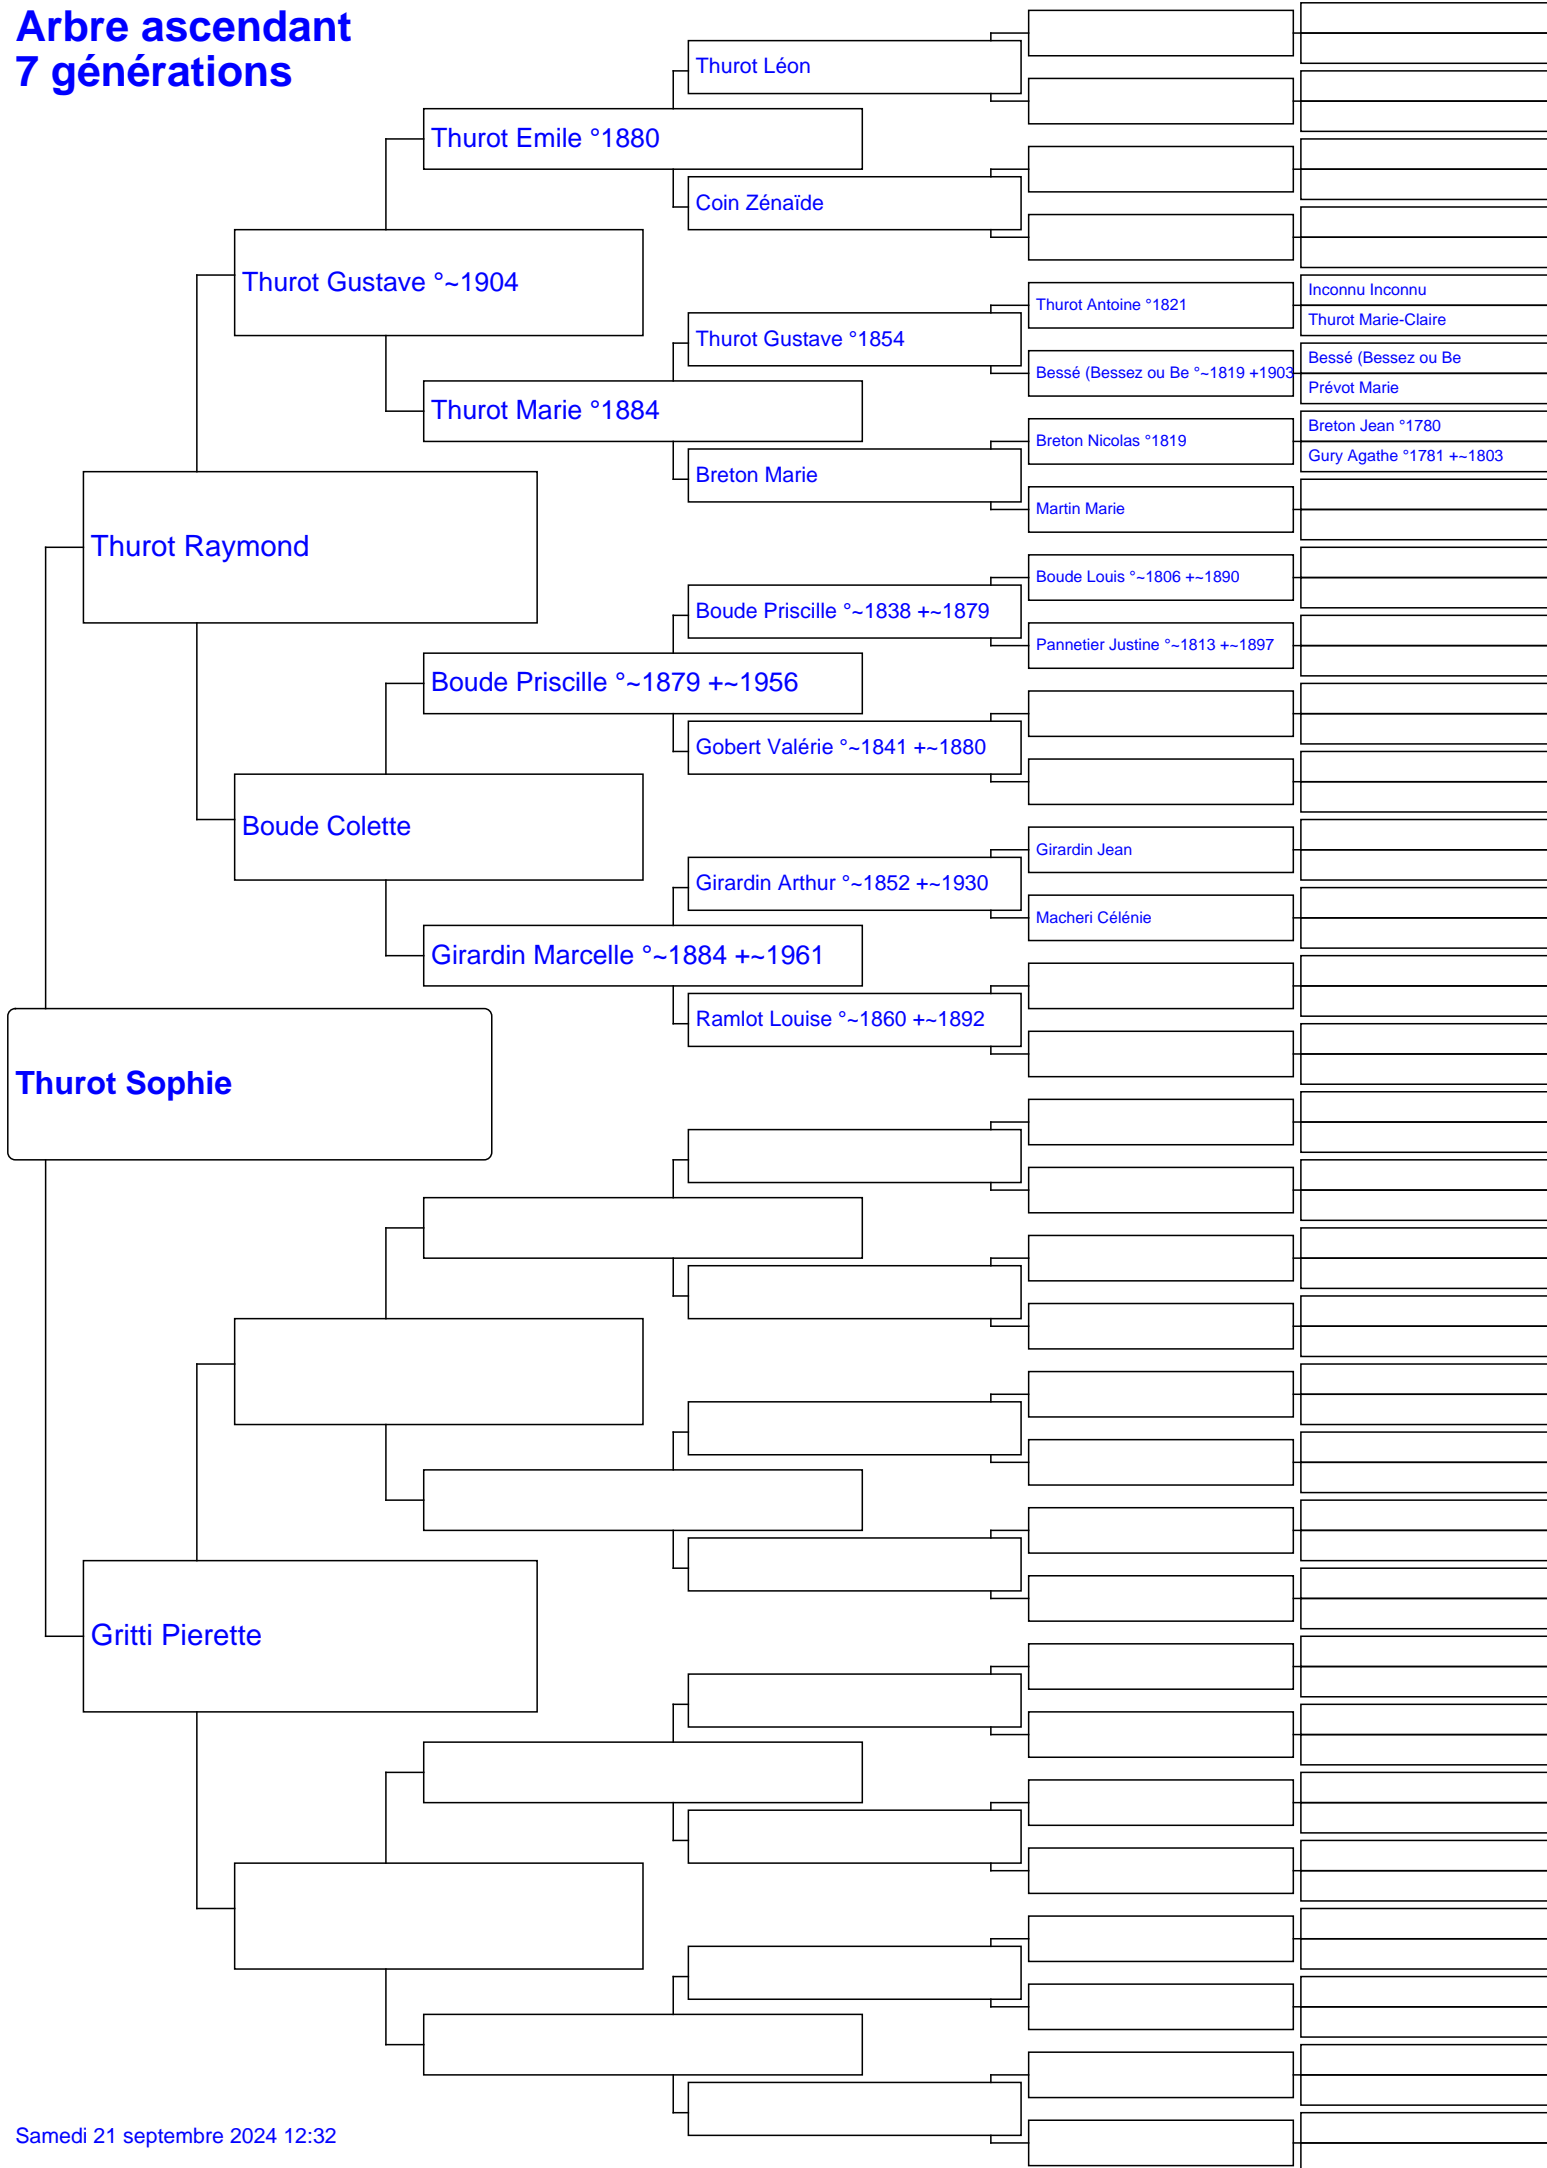 Arbre ascendant
7 générations
Thurot Léon
Thurot Emile °1880
Coin Zénaïde
Thurot Gustave °~1904
Inconnu Inconnu
Thurot Antoine °1821
Thurot Marie-Claire
Thurot Gustave °1854
Bessé (Bessez ou Be
Bessé (Bessez ou Be °~1819 +1903
Prévot Marie
Thurot Marie °1884
Breton Jean °1780
Breton Nicolas °1819
Gury Agathe °1781 +~1803
Breton Marie
Martin Marie
Thurot Raymond
Boude Louis °~1806 +~1890
Boude Priscille °~1838 +~1879
Pannetier Justine °~1813 +~1897
Boude Priscille °~1879 +~1956
Gobert Valérie °~1841 +~1880
Boude Colette
Girardin Jean
Girardin Arthur °~1852 +~1930
Macheri Célénie
Girardin Marcelle °~1884 +~1961
Ramlot Louise °~1860 +~1892
Thurot Sophie
Gritti Pierette
Samedi 21 septembre 2024 12:32